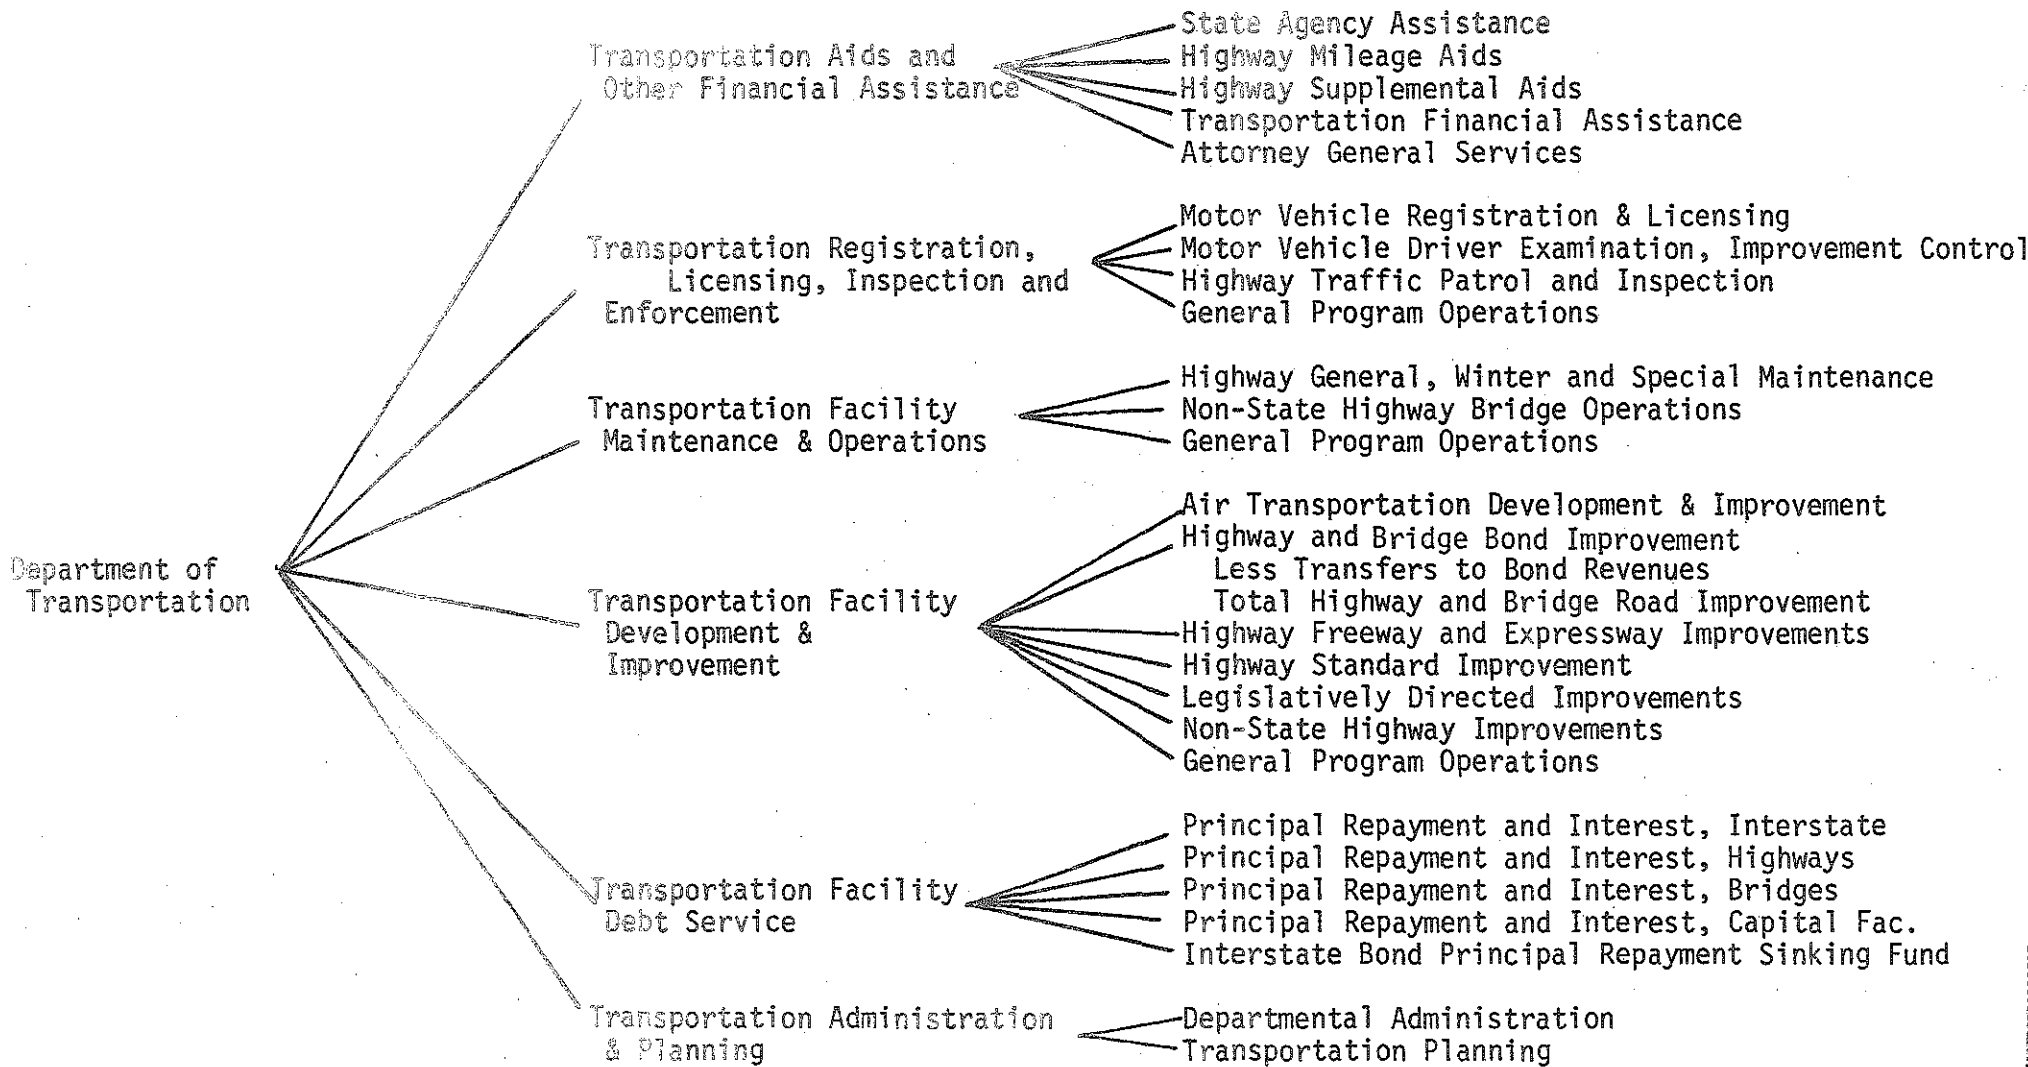 Department of
Transportation
Transportation Aids and
Other Financial Assistance
State Agency Assistance
Highway Mileage Aids
Highway Supplemental Aids
Transportation Financial Assistance
Attorney General Services
Transportation Registration,
Licensing, Inspection and
Enforcement
Motor Vehicle Registration & Licensing
Motor Vehicle Driver Examination, Improvement Control
Highway Traffic Patrol and Inspection
General Program Operations
Transportation Facility
Maintenance & Operations
Highway General, Winter and Special Maintenance
Non-State Highway Bridge Operations
General Program Operations
Transportation Facility
Development &
Improvement
Air Transportation Development & Improvement
Highway and Bridge Bond Improvement
Less Transfers to Bond Revenues
Total Highway and Bridge Road Improvement
Highway Freeway and Expressway Improvements
Highway Standard Improvement
Legislatively Directed Improvements
Non-State Highway Improvements
General Program Operations
Transportation Facility
Debt Service
Principal Repayment and Interest, Interstate
Principal Repayment and Interest, Highways
Principal Repayment and Interest, Bridges
Principal Repayment and Interest, Capital Fac.
Interstate Bond Principal Repayment Sinking Fund
Transportation Administration
& Planning
Departmental Administration
Transportation Planning